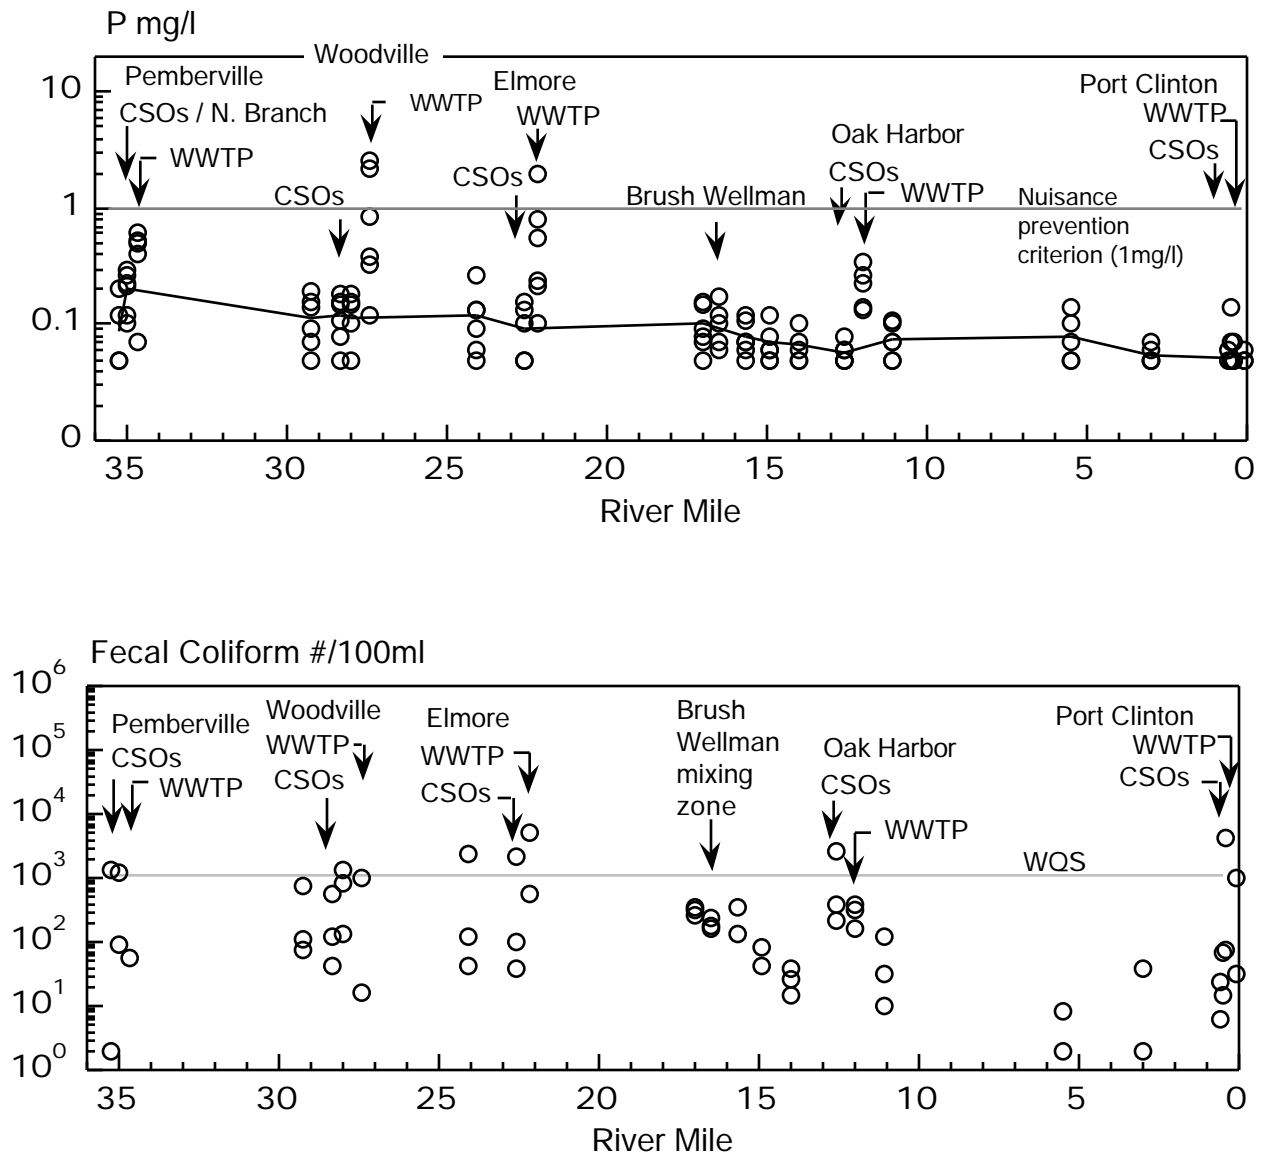 P mg/l
Woodville
Pemberville
Elmore
Port Clinton
10
CSOs / N. Branch
WWTP
WWTP
WWTP
Oak Harbor
WWTP
CSOs
CSOs
CSOs
CSOs
Brush Wellman
WWTP
1
Nuisance
prevention
criterion (1mg/l)
0.1
0
35 30 25 20 15 10 5 0
River Mile
Fecal Coliform #/100ml
10^6
Pemberville
CSOs
WWTP
Woodville
WWTP
CSOs
Elmore
WWTP
CSOs
Brush
Wellman
mixing
zone
Oak Harbor
CSOs
WWTP
Port Clinton
WWTP
CSOs
10^5
10^4
10^3
WQS
10^2
10^1
10^0
35 30 25 20 15 10 5 0
River Mile